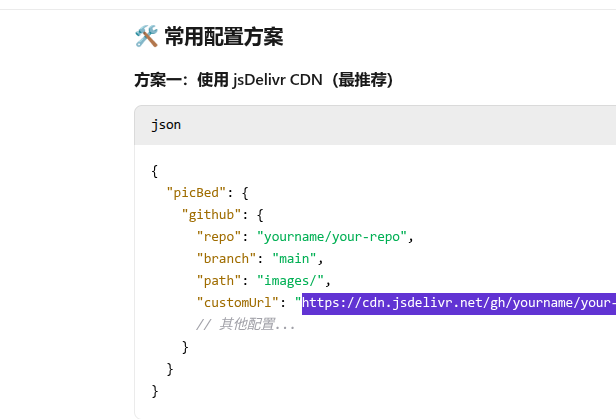 🛠️ 常用配置方案
方案一：使用 jsDelivr CDN（最推荐）
json
{
"picBed": {
"github": {
"repo": "yourname/your-repo",
"branch": "main",
"path": "images/",
"customUrl": "https://cdn.jsdelivr.net/gh/yourname/your-
// 其他配置...
}
}
}